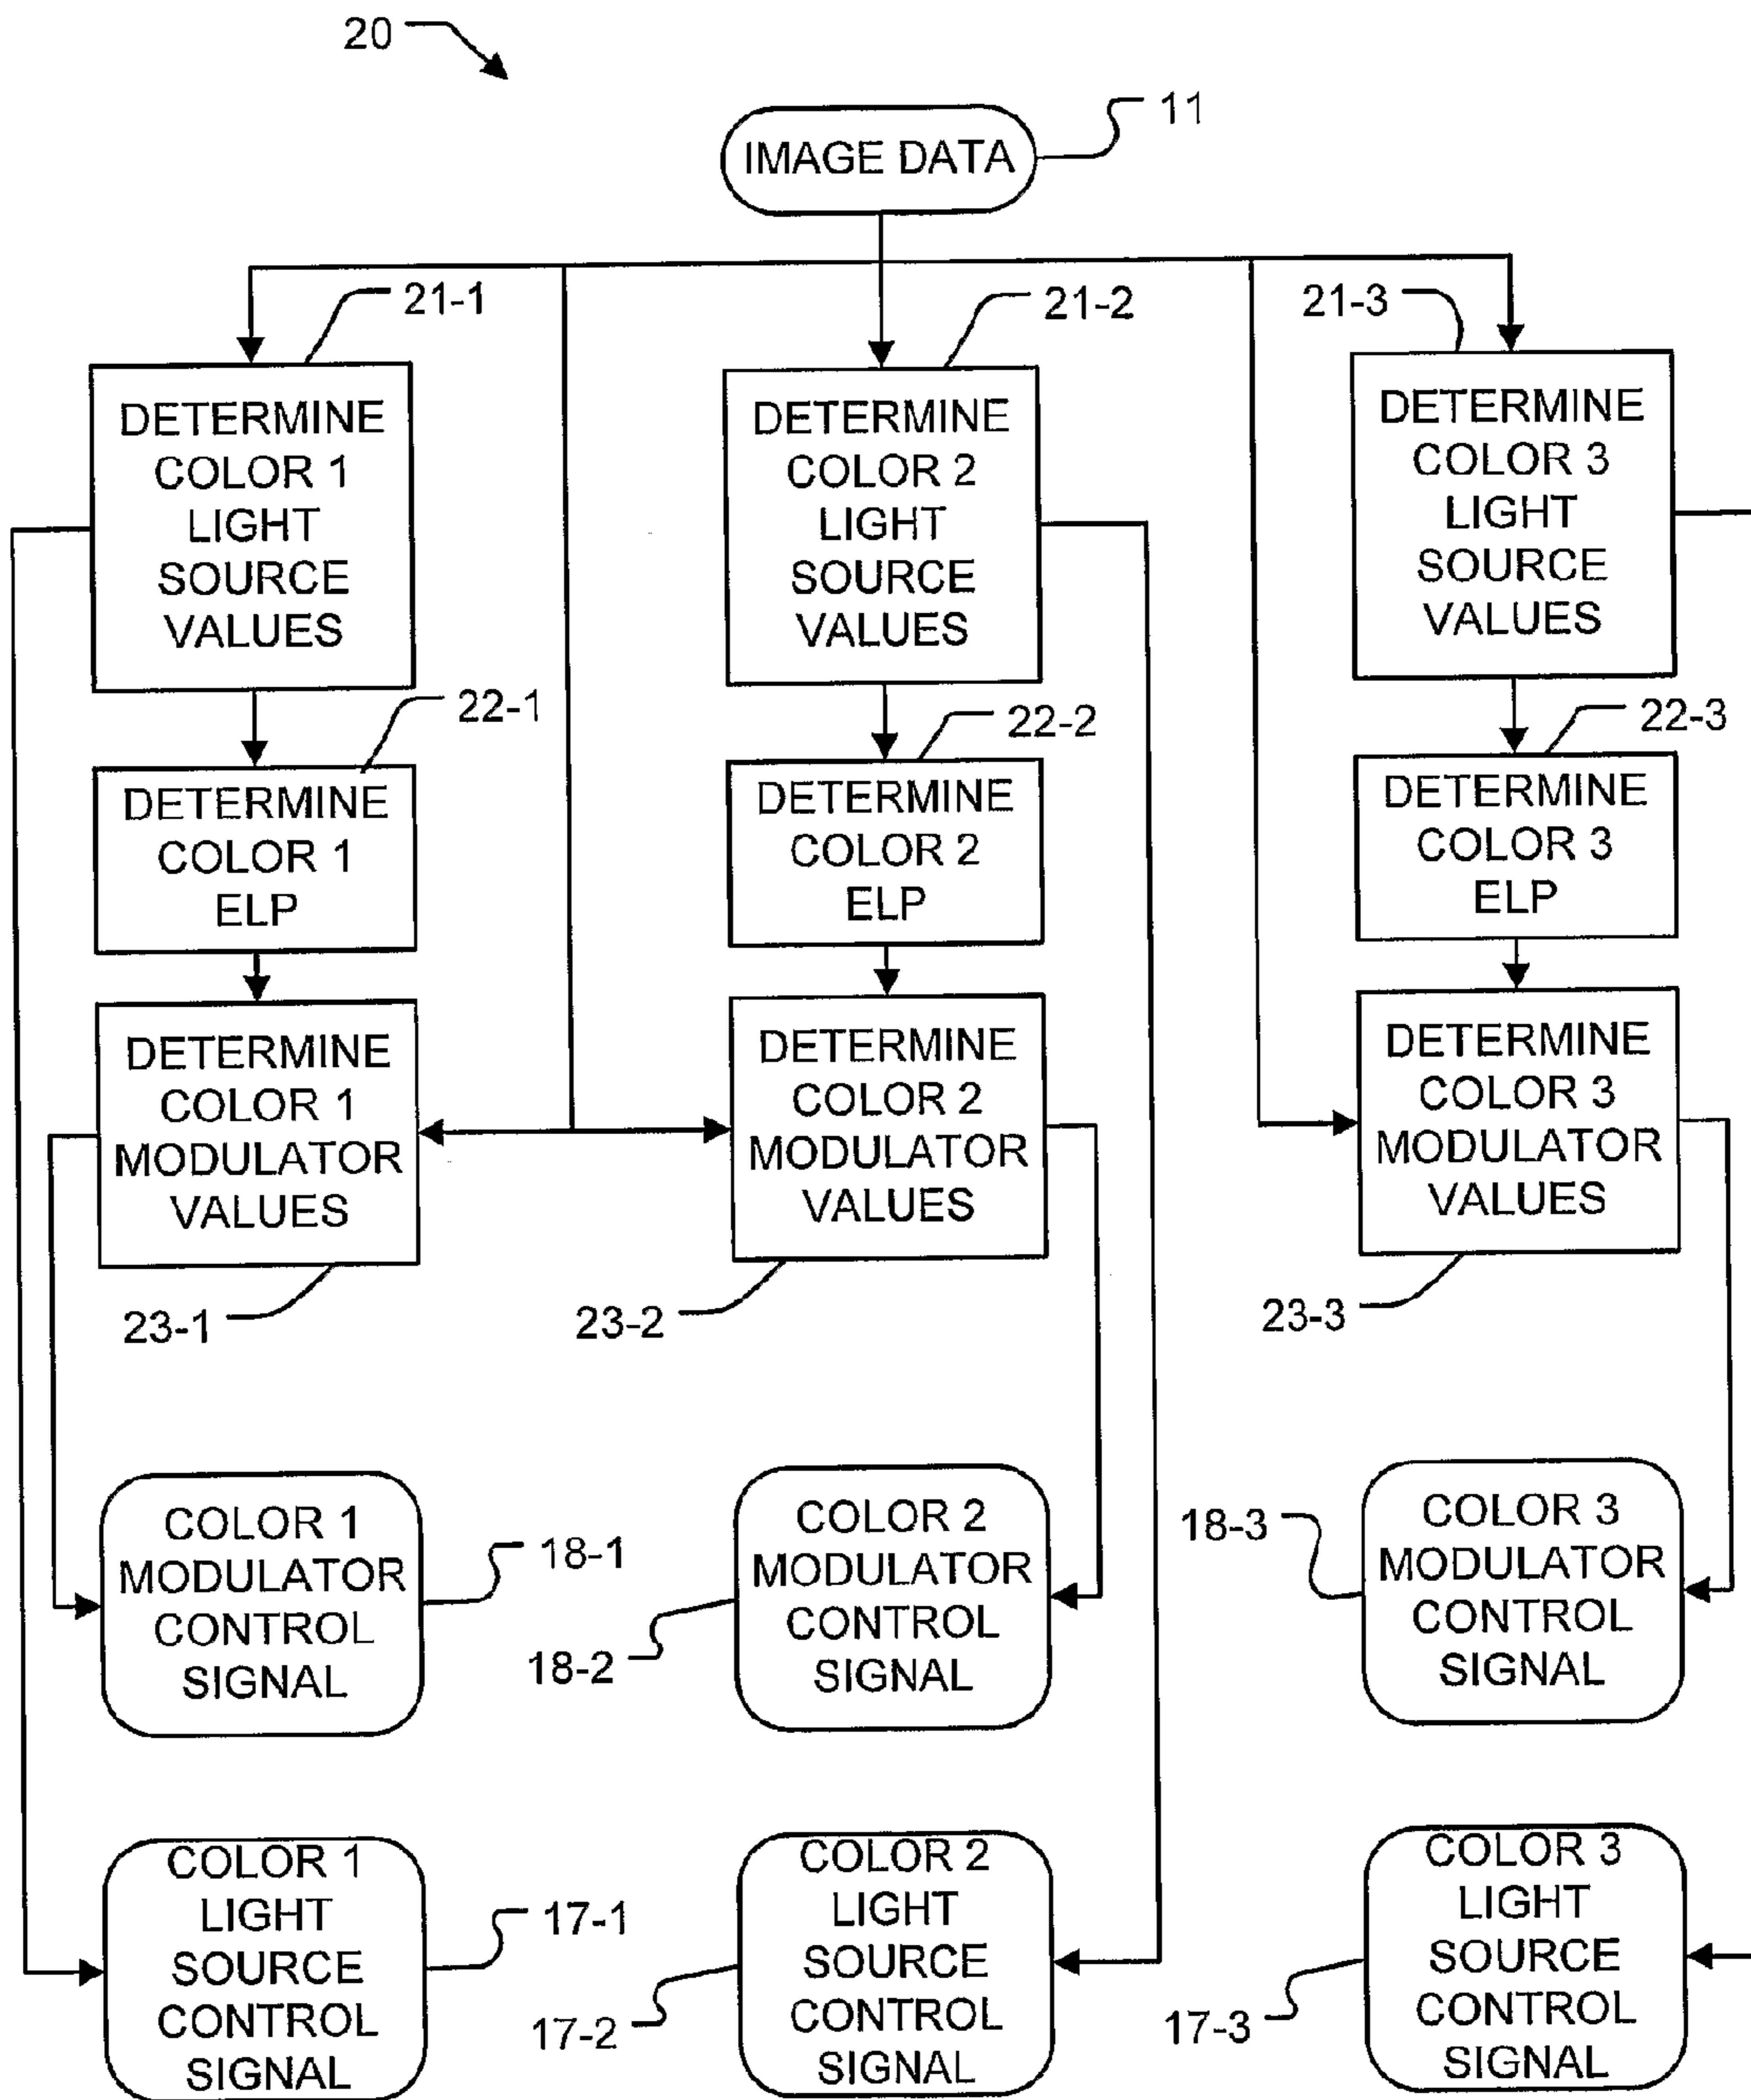 20
11
IMAGE DATA
21-1
21-2
21-3
DETERMINE
COLOR 1
LIGHT
SOURCE
VALUES
DETERMINE
COLOR 2
LIGHT
SOURCE
VALUES
DETERMINE
COLOR 3
LIGHT
SOURCE
VALUES
22-1
22-2
22-3
DETERMINE
COLOR 1
ELP
DETERMINE
COLOR 2
ELP
DETERMINE
COLOR 3
ELP
DETERMINE
COLOR 1
MODULATOR
VALUES
DETERMINE
COLOR 2
MODULATOR
VALUES
DETERMINE
COLOR 3
MODULATOR
VALUES
23-1
23-2
23-3
COLOR 1
MODULATOR
CONTROL
SIGNAL
18-1
COLOR 2
MODULATOR
CONTROL
SIGNAL
18-2
18-3
COLOR 3
MODULATOR
CONTROL
SIGNAL
COLOR 1
LIGHT
SOURCE
CONTROL
SIGNAL
17-1
COLOR 2
LIGHT
SOURCE
CONTROL
SIGNAL
17-2
COLOR 3
LIGHT
SOURCE
CONTROL
SIGNAL
17-3